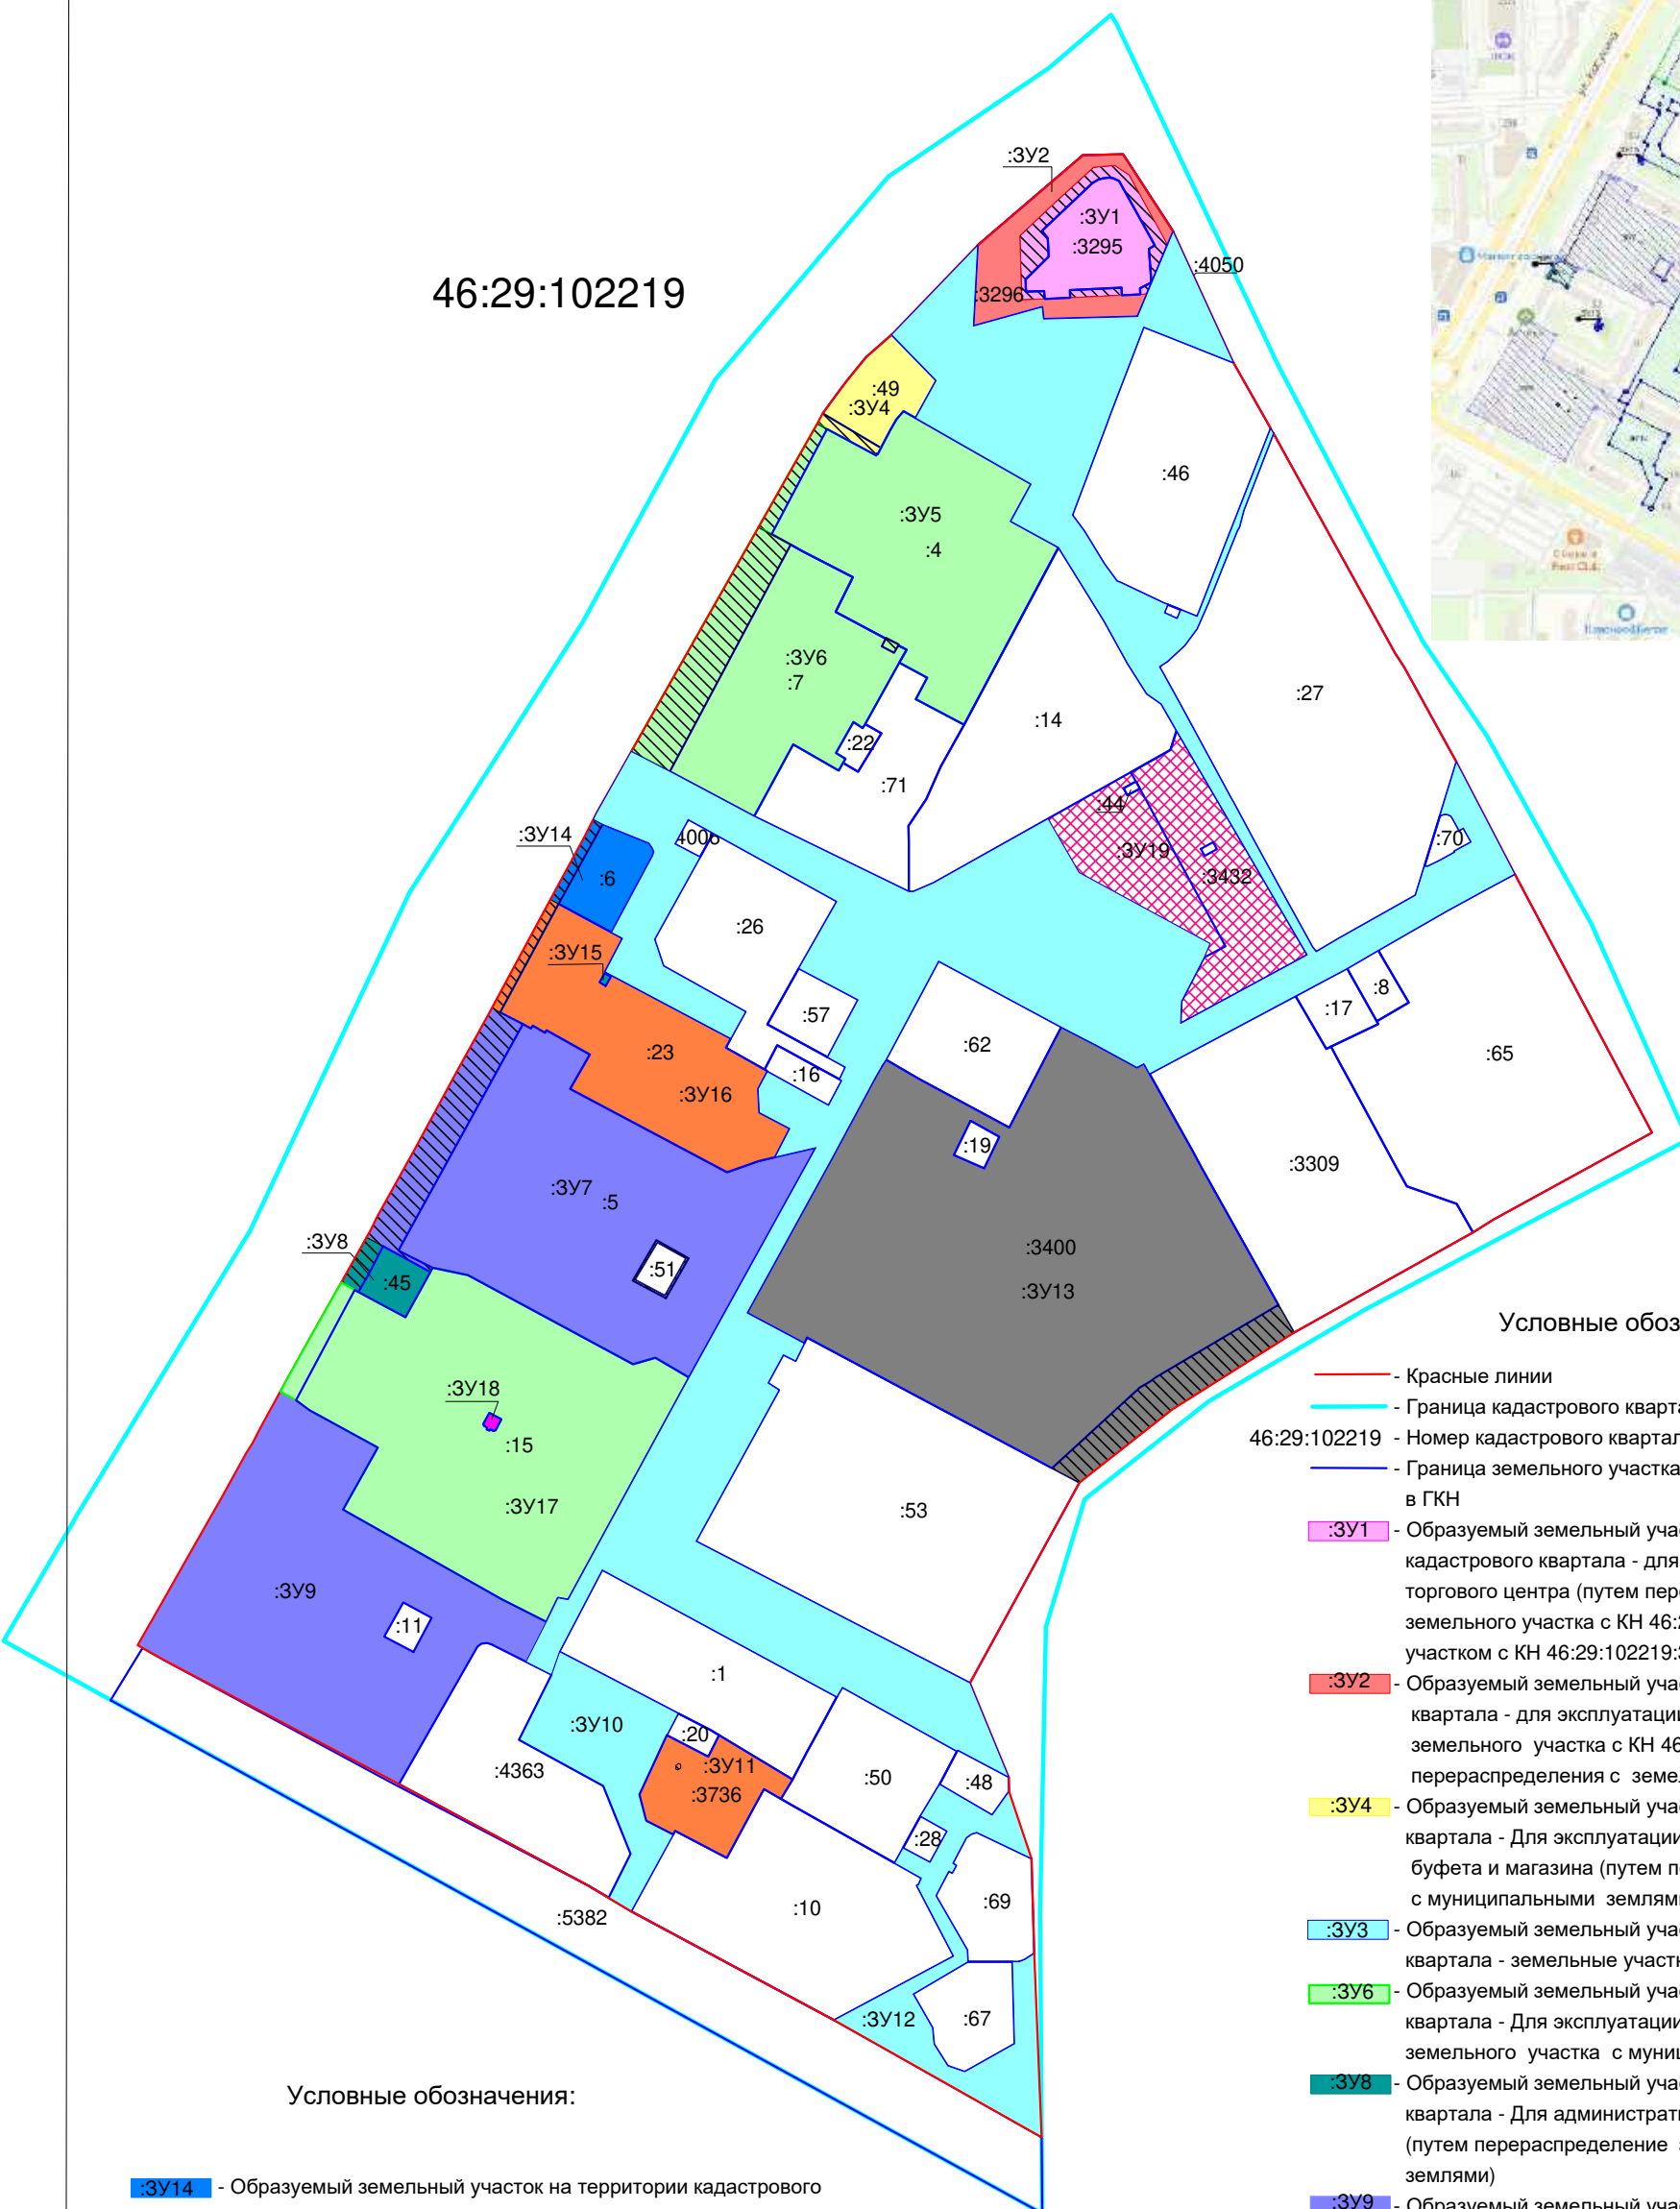 46:29:102219
:ЗУ2
:ЗУ1
:3295
:4050
:3296
:49
:ЗУ4
:46
:ЗУ5
:4
:ЗУ6
:7
:27
:14
:22
:71
:44
:ЗУ19
:3432
:70
:ЗУ14
4006
:6
:26
:ЗУ15
:57
:17
:8
:62
:23
:16
:65
:ЗУ16
:19
:3309
:ЗУ7
:5
:ЗУ8
:51
:45
:3400
:ЗУ13
:ЗУ18
:15
:ЗУ17
:53
:ЗУ9
:11
:1
:ЗУ10
:20
:ЗУ11
:4363
:3736
:50
:48
:28
:10
:69
:5382
:ЗУ12
:67
Условные обоз
- Красные линии
- Граница кадастрового кварта
46:29:102219 - Номер кадастрового квартал
- Граница земельного участка
в ГКН
:ЗУ1 - Образуемый земельный учас
кадастрового квартала - для
торгового центра (путем пер
земельного участка с КН 46:
участком с КН 46:29:102219:
:ЗУ2 - Образуемый земельный учас
квартала - для эксплуатации
земельного участка с КН 46
перераспределения с земе
:ЗУ4 - Образуемый земельный учас
квартала - Для эксплуатации
буфета и магазина (путем п
с муниципальными землям
:ЗУ3 - Образуемый земельный учас
квартала - земельные участк
:ЗУ6 - Образуемый земельный учас
квартала - Для эксплуатации
земельного участка с муниц
:ЗУ8 - Образуемый земельный учас
квартала - Для администрати
(путем перераспределение
землями)
:ЗУ9 - Образуемый земельный учас
Условные обозначения:
:ЗУ14 - Образуемый земельный участок на территории кадастрового